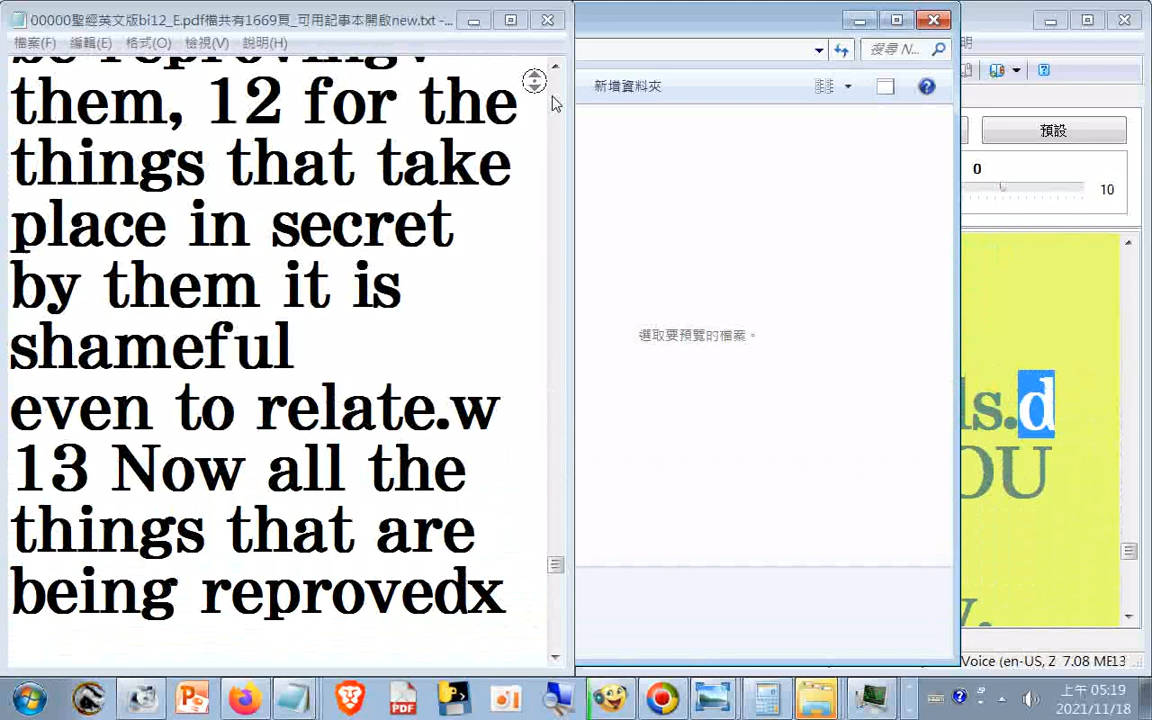 00000聖經英文版bi12_E.pdf檔共有1669頁_可用記事本開啟new.txt -...
檔案(F) 編輯(E) 格式(O) 檢視(V) 說明(H)
be reprovingv
them, 12 for the
things that take
place in secret
by them it is
shameful
even to relate.w
13 Now all the
things that are
being reprovedx
搜尋 N...
新增資料夾
選取要預覽的檔案。
明
預設
0
10
ls.d
OU
w.
Voice (en-US, Z 7.08 ME13
PDF
上午 05:19
2021/11/18